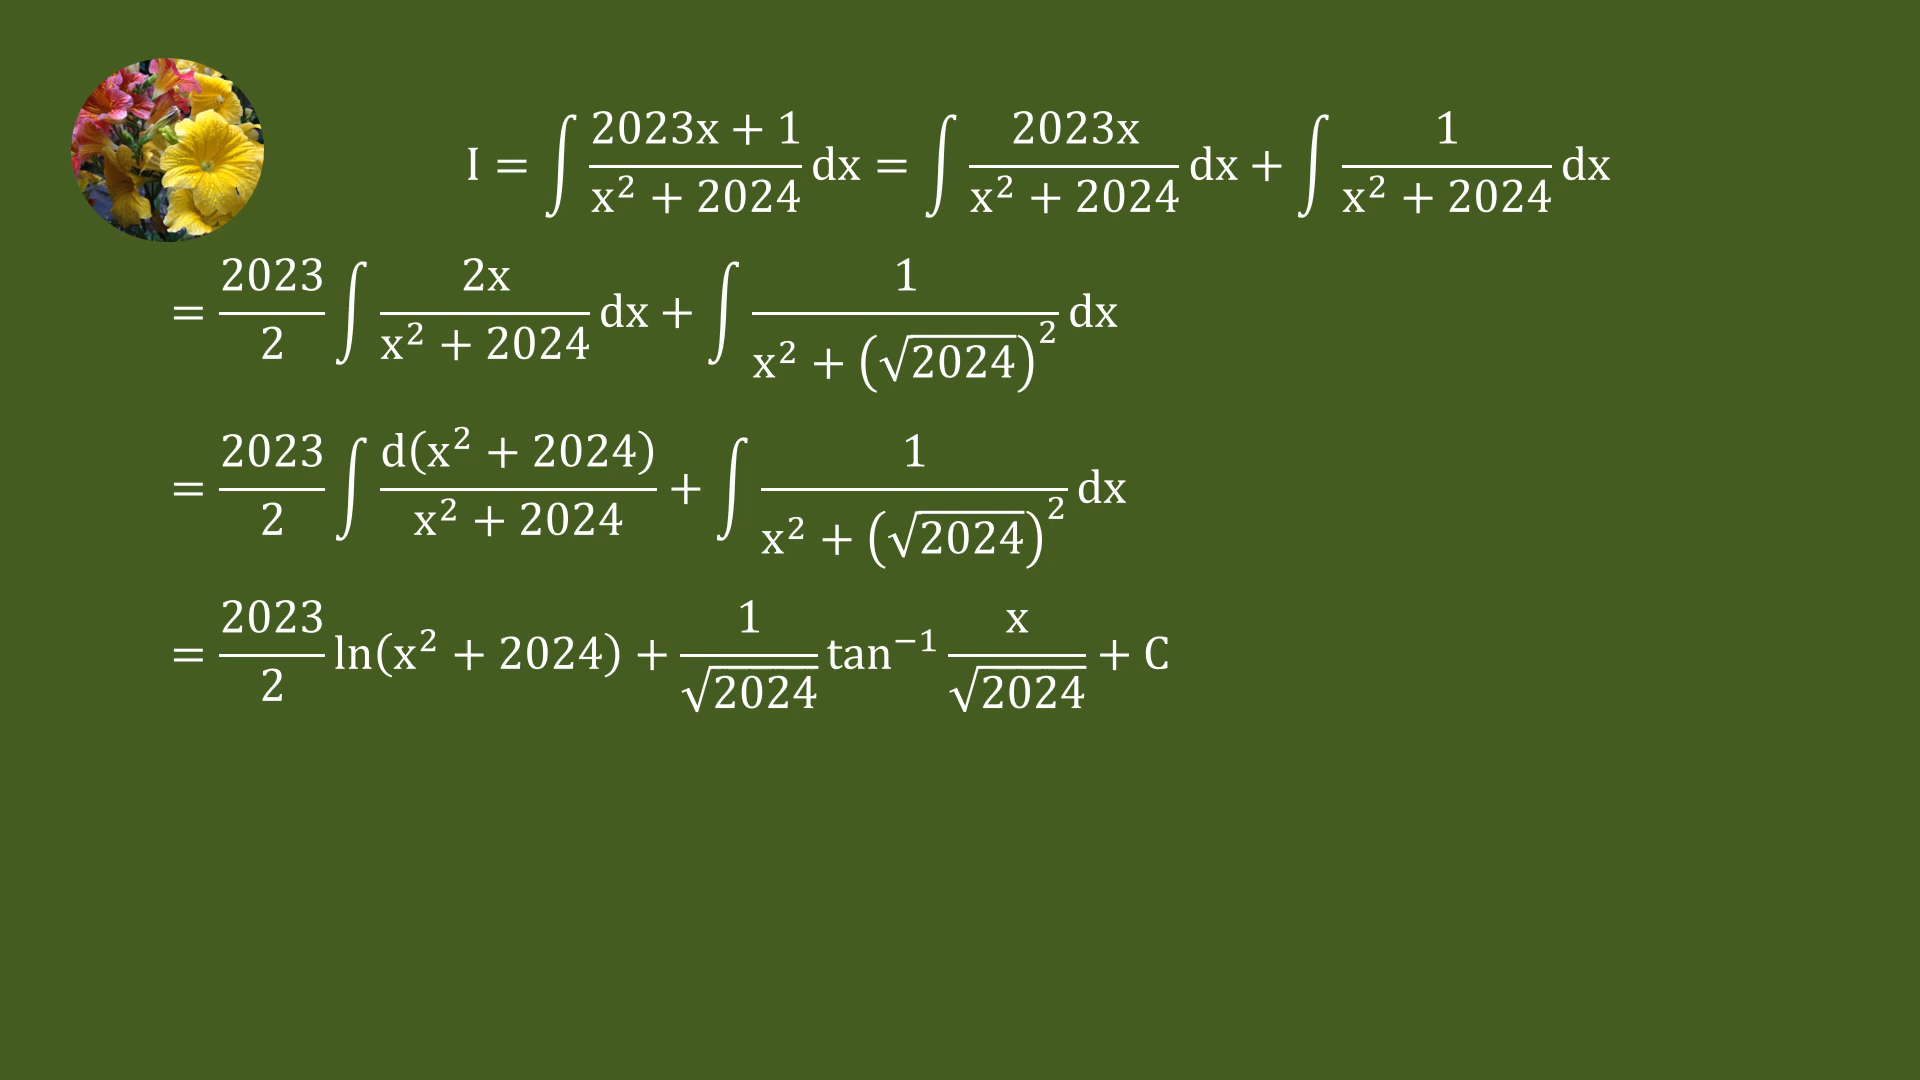 I = ∫ (2023x + 1)/(x² + 2024) dx = ∫ 2023x/(x² + 2024) dx + ∫ 1/(x² + 2024) dx
= 2023/2 ∫ 2x/(x² + 2024) dx + ∫ 1/(x² + (√2024)²) dx
= 2023/2 ∫ d(x² + 2024)/(x² + 2024) + ∫ 1/(x² + (√2024)²) dx
= 2023/2 ln(x² + 2024) + 1/√2024 tan⁻¹ x/√2024 + C